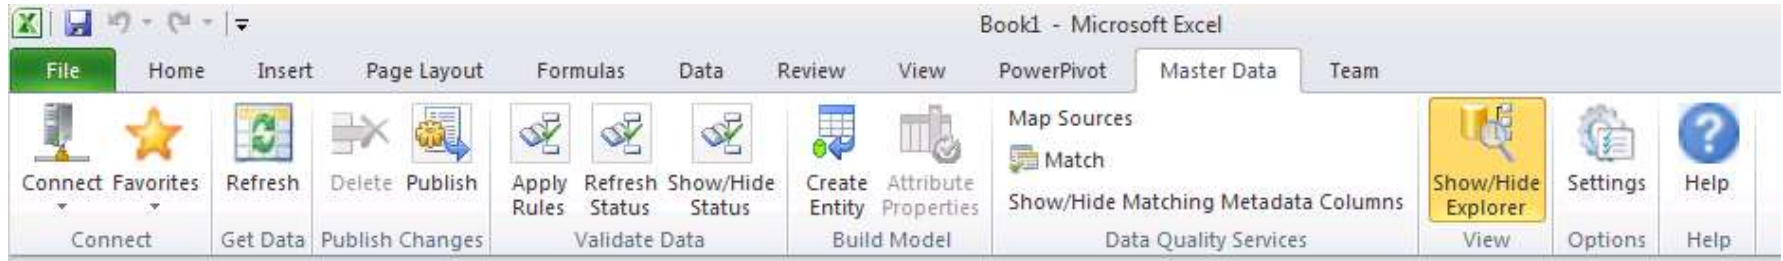 Book1 - Microsoft Excel
File Home Insert Page Layout Formulas Data Review View PowerPivot Master Data Team
Connect Favorites Refresh Delete Publish Apply Rules Refresh Status Show/Hide Status Create Entity Attribute Properties
Map Sources
Match
Show/Hide Matching Metadata Columns
Show/Hide Explorer Settings Help
Connect Get Data Publish Changes Validate Data Build Model Data Quality Services View Options Help